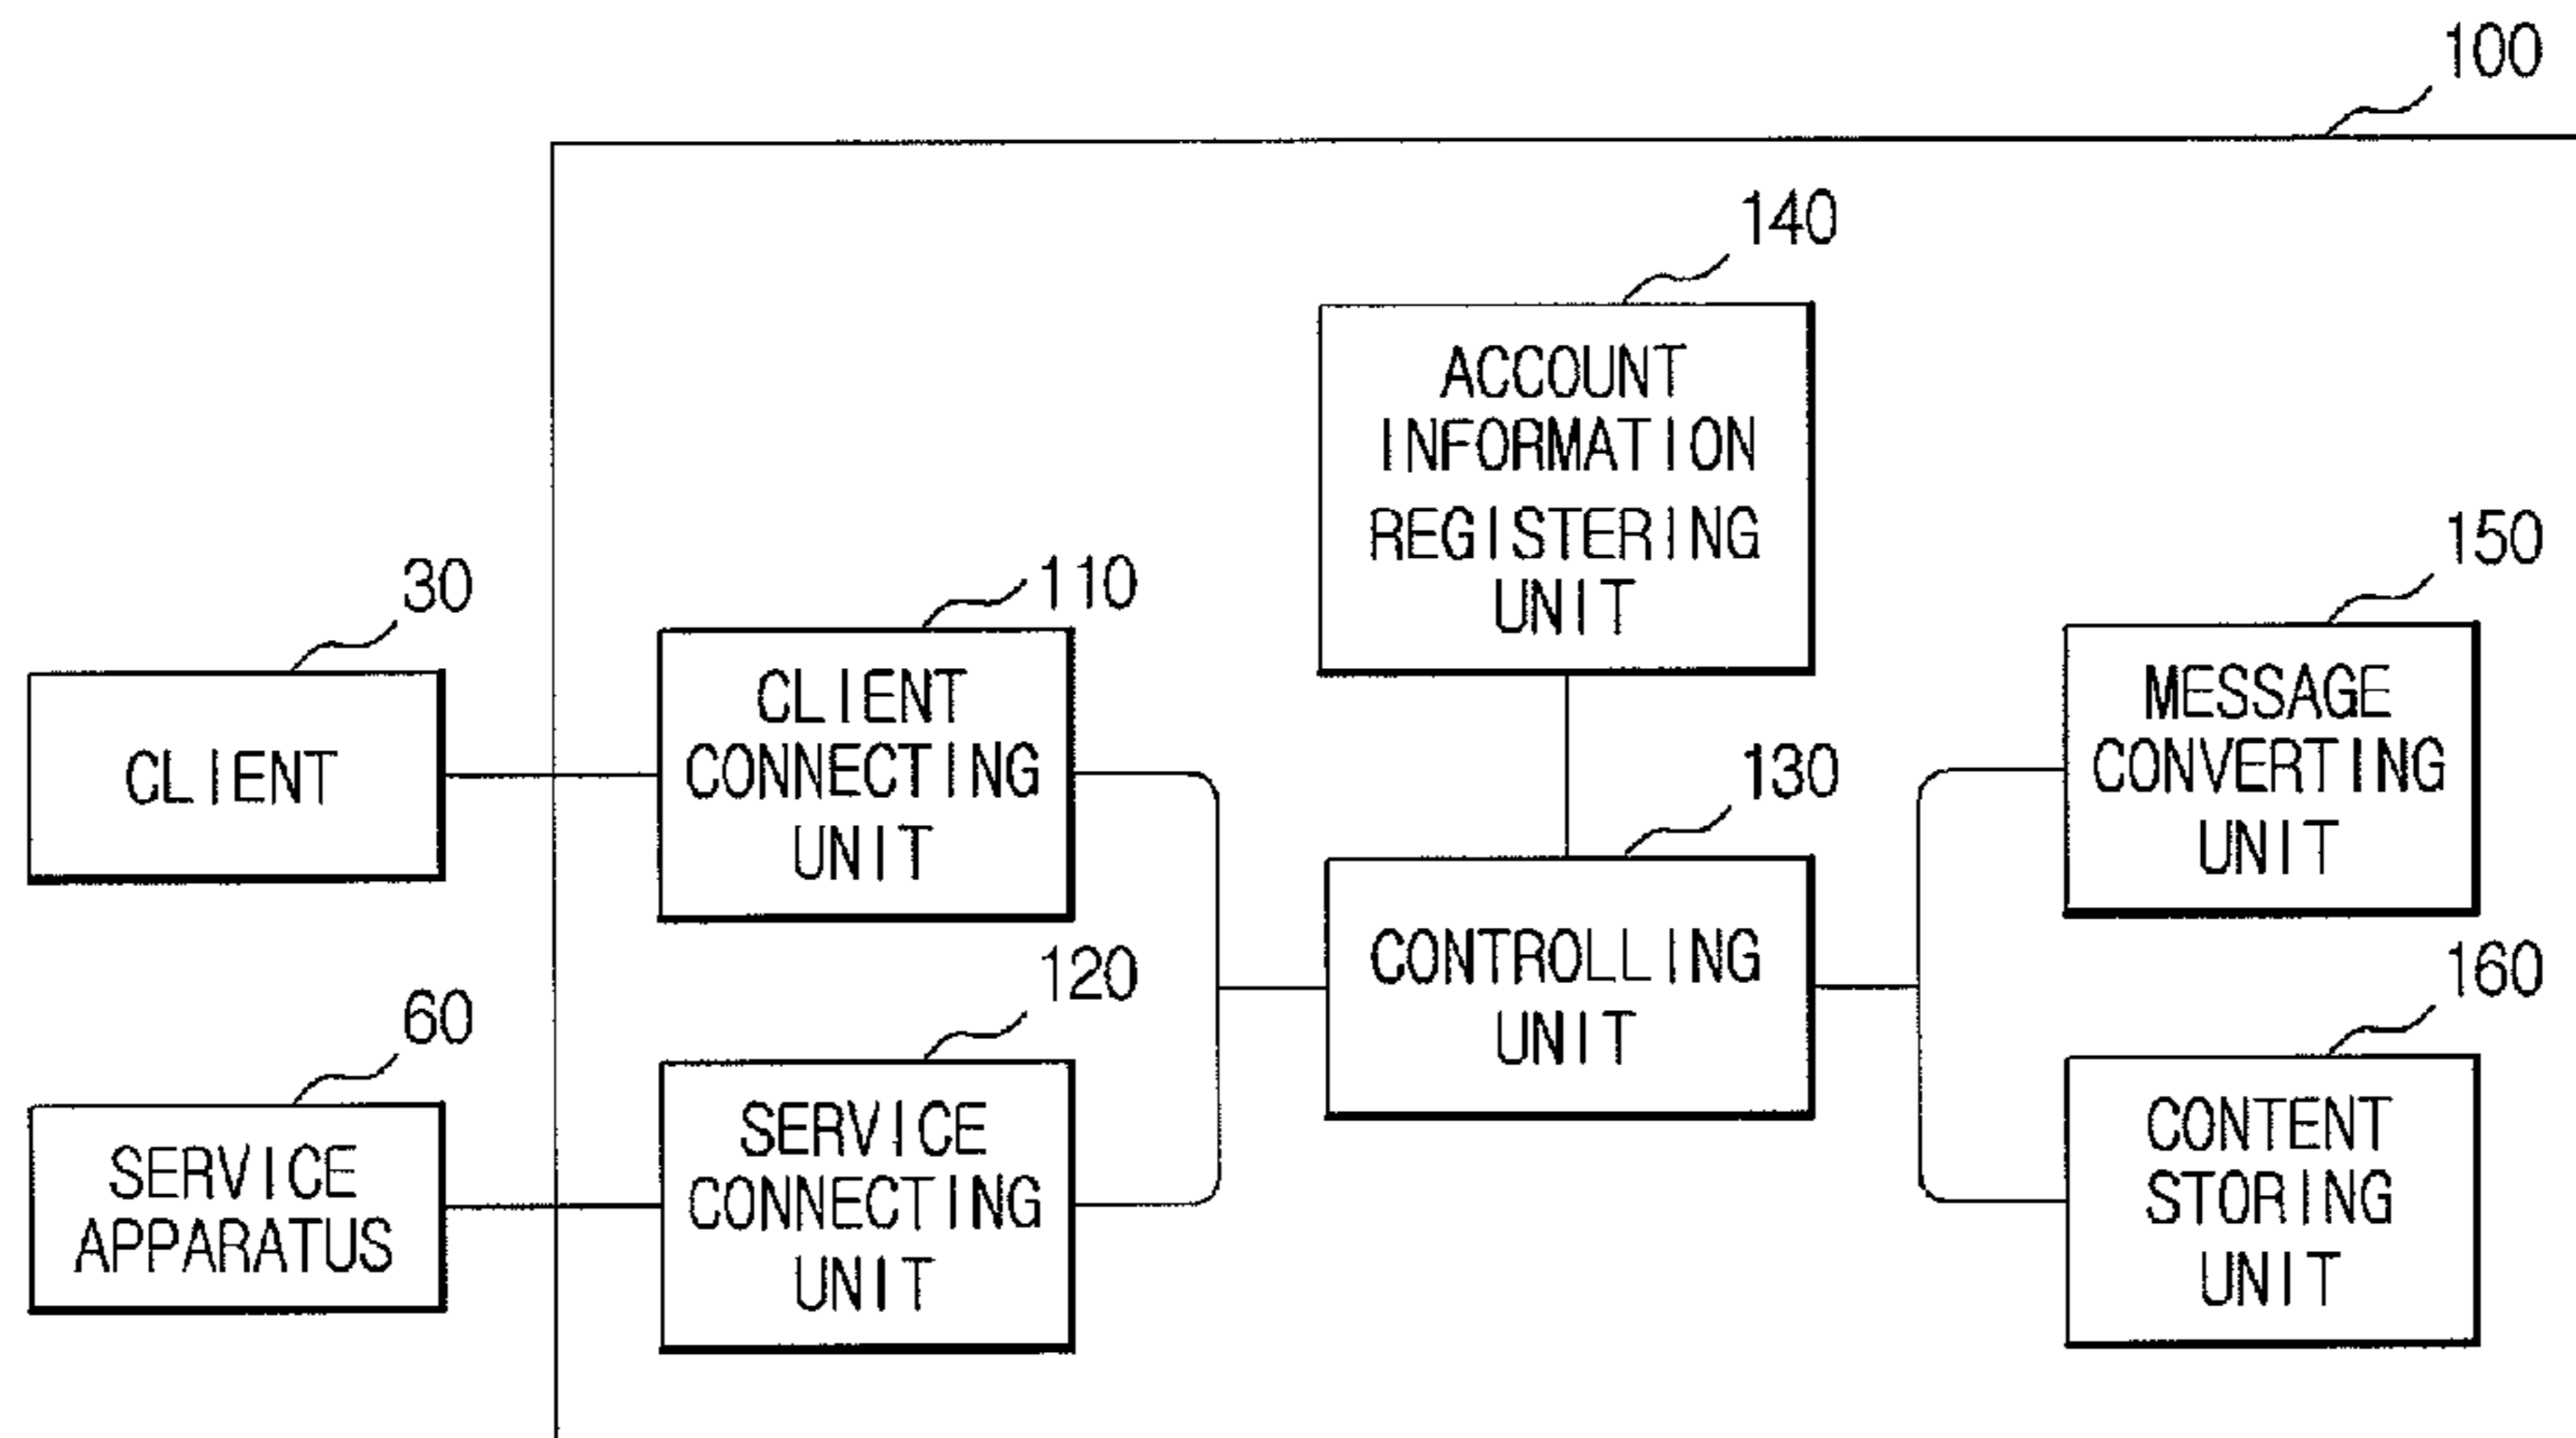 100
140
ACCOUNT
INFORMATION
REGISTERING
UNIT
30
CLIENT
110
CLIENT
CONNECTING
UNIT
130
CONTROLLING
UNIT
150
MESSAGE
CONVERTING
UNIT
60
SERVICE
APPARATUS
120
SERVICE
CONNECTING
UNIT
160
CONTENT
STORING
UNIT